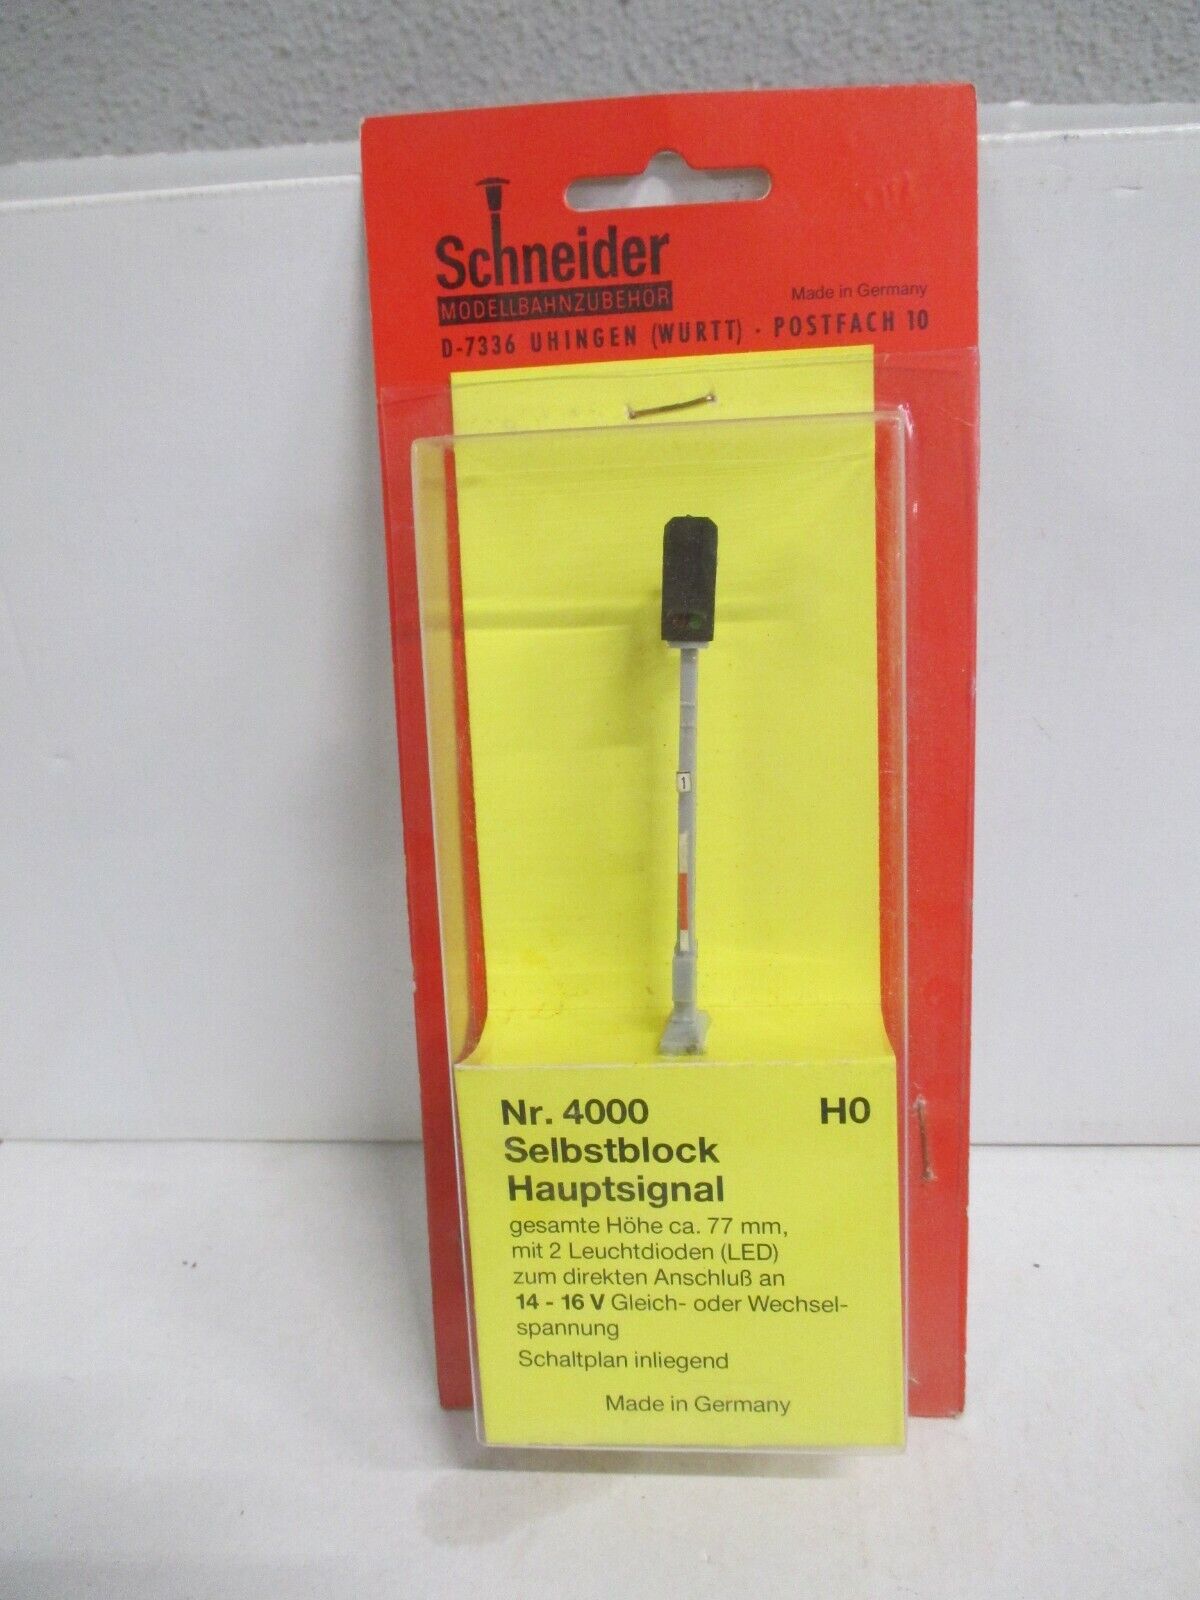 Schneider
MODELLBAHNZUBEHÖR
Made in Germany
D-7336 UHINGEN (WÜRTT) · POSTFACH 10
1
Nr. 4000 H0
Selbstblock
Hauptsignal
gesamte Höhe ca. 77 mm,
mit 2 Leuchtdioden (LED)
zum direkten Anschluß an
14 - 16 V Gleich- oder Wechsel-
spannung
Schaltplan inliegend
Made in Germany